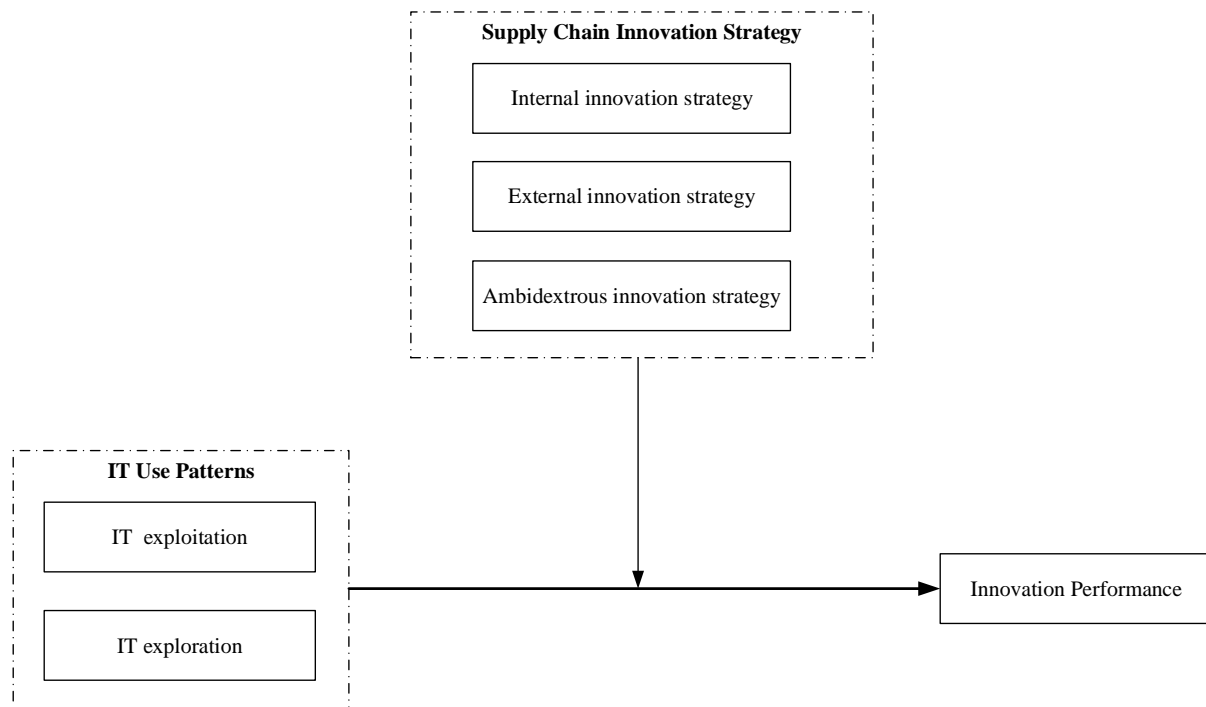 Supply Chain Innovation Strategy
Internal innovation strategy
External innovation strategy
Ambidextrous innovation strategy
IT Use Patterns
IT exploitation
IT exploration
Innovation Performance